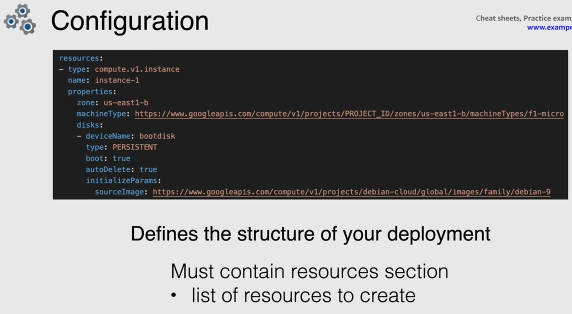 Configuration
Cheat sheets, Practice exam
www.exampr
resources:
- type: compute.v1.instance
name: instance-1
properties:
zone: us-east1-b
machineType: https://www.googleapis.com/compute/v1/projects/PROJECT_ID/zones/us-east1-b/machineTypes/f1-micro
disks:
- deviceName: bootdisk
type: PERSISTENT
boot: true
autoDelete: true
initializeParams:
sourceImage: https://www.googleapis.com/compute/v1/projects/debian-cloud/global/images/family/debian-9
Defines the structure of your deployment
Must contain resources section
• list of resources to create